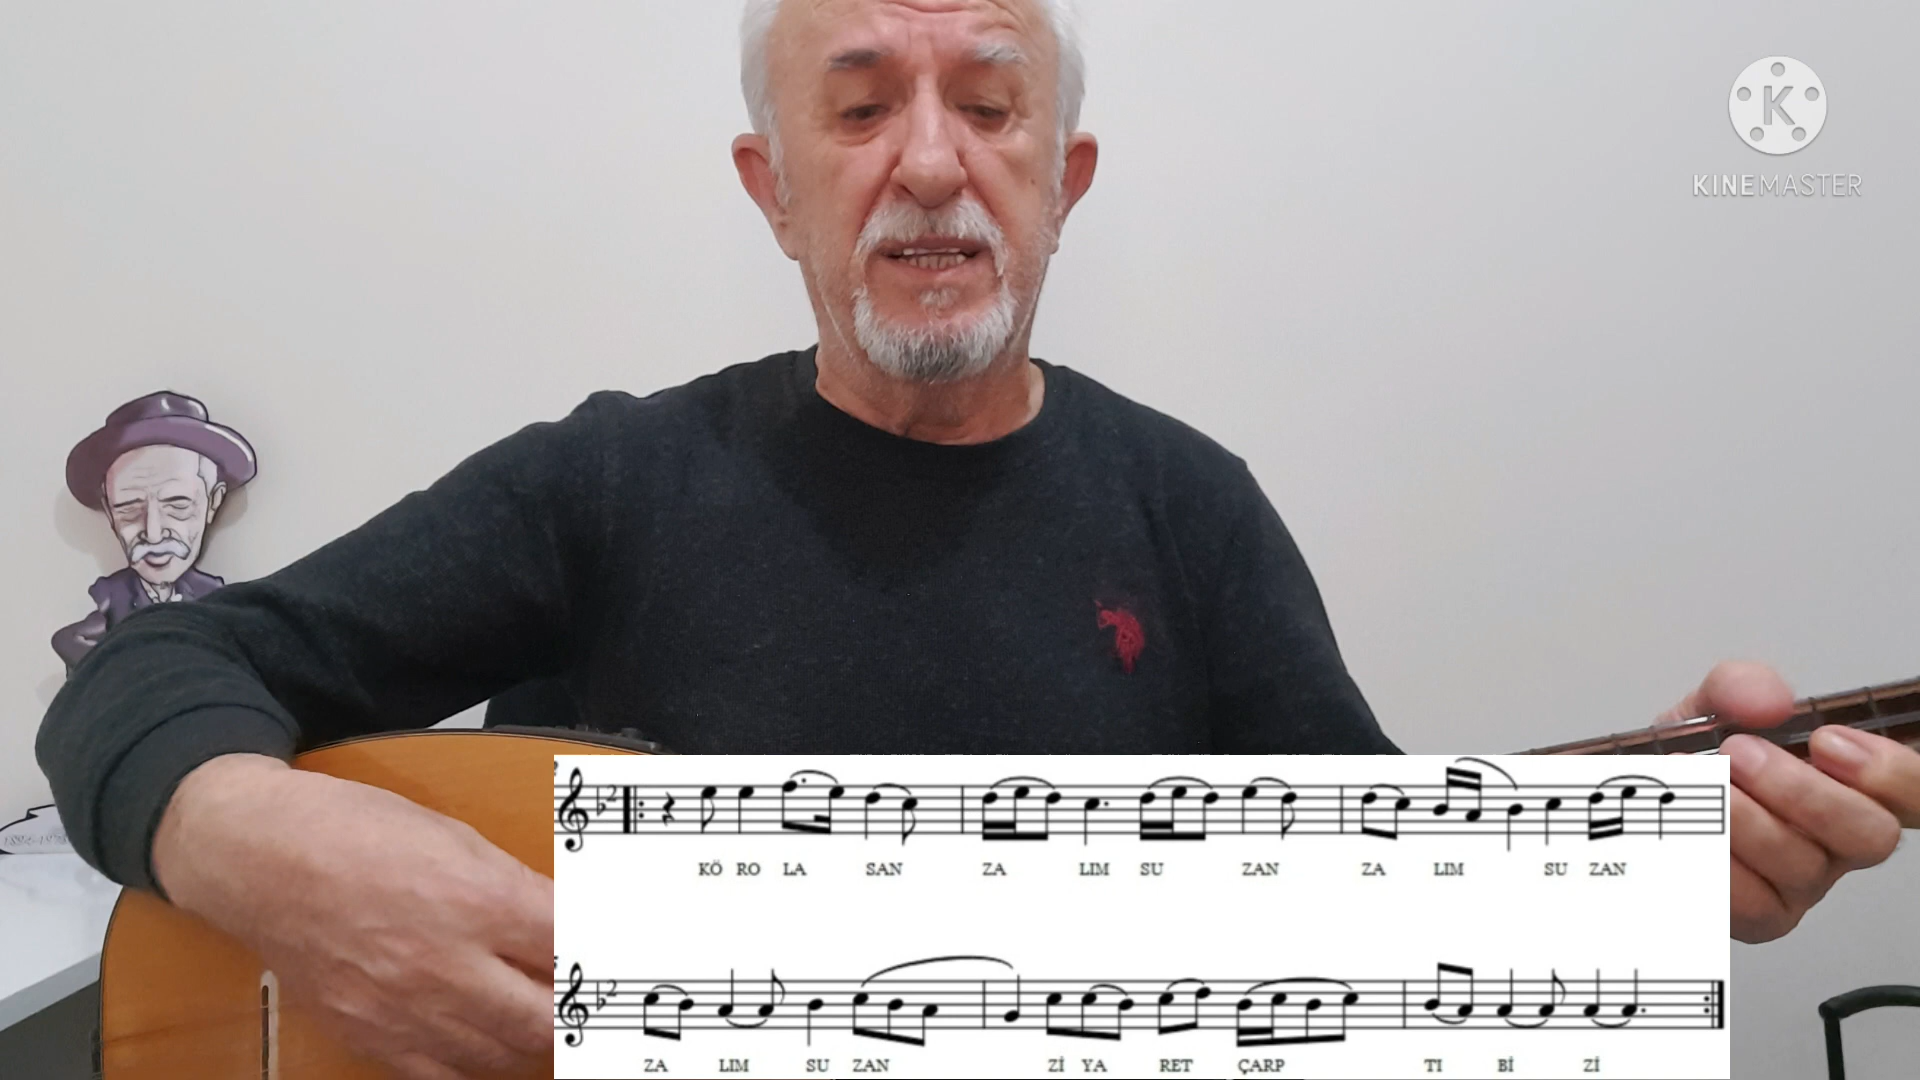 KINEMASTER
KÖ RO LA SAN ZA LIM SU ZAN ZA LIM SU ZAN
ZA LIM SU ZAN Zİ YA RET ÇARP TI Bİ Zİ